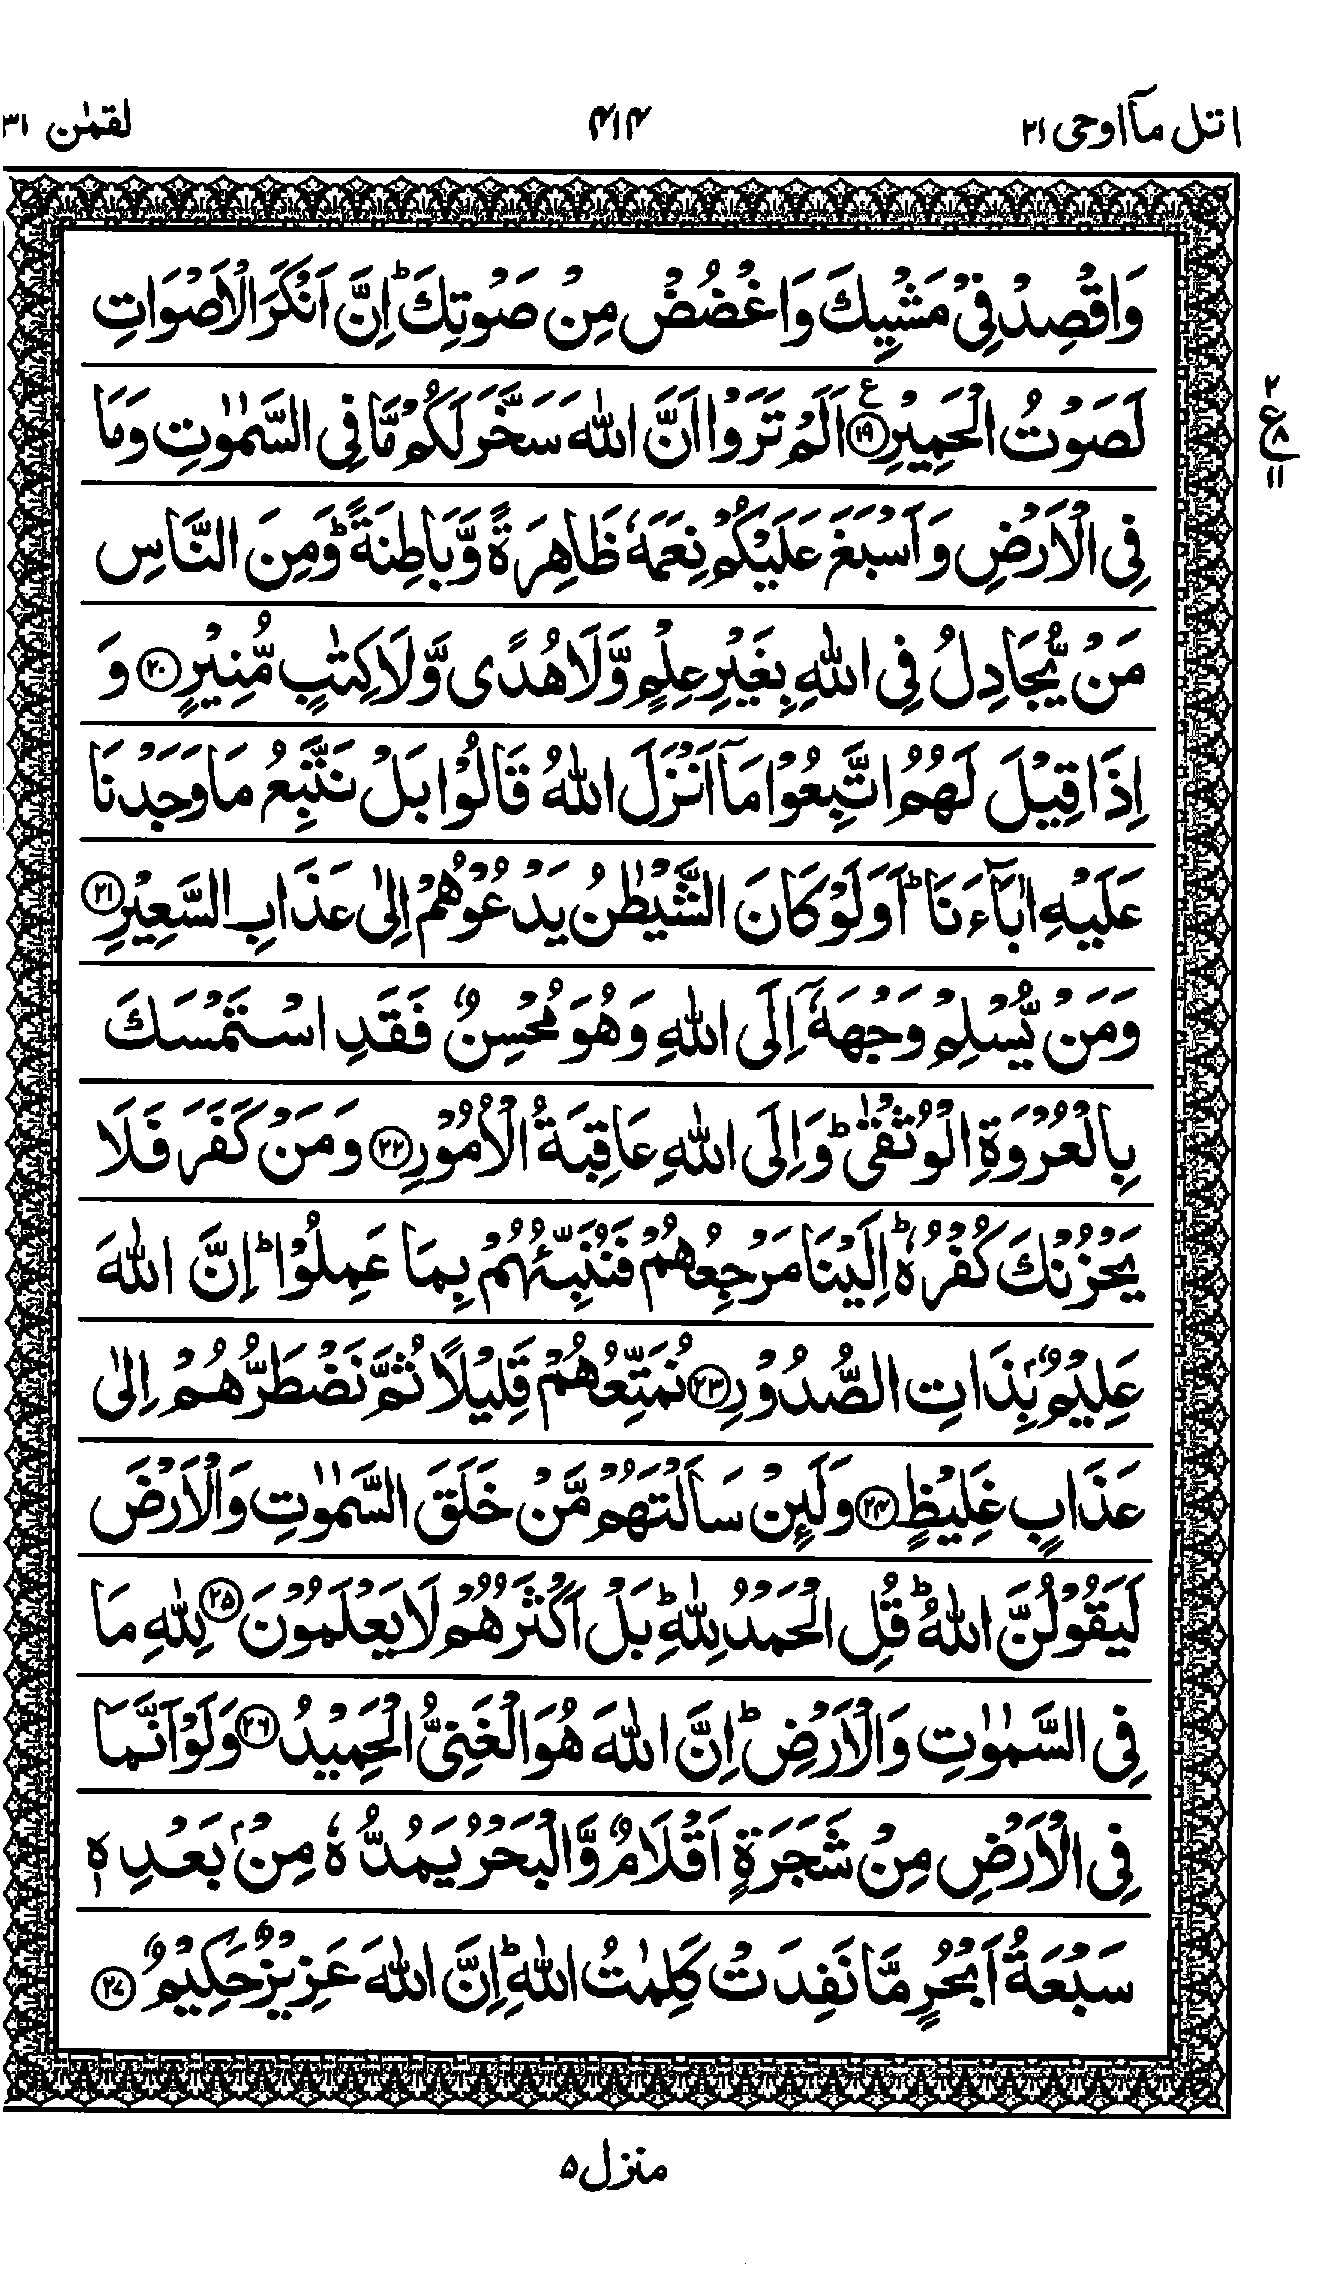 اتل مآ اوحی ۲۱ ۴۱۴ لقمٰن ۳۱
وَاقْصِدْ فِیْ مَشْیِكَ وَاغْضُضْ مِنْ صَوْتِكَ ؕ اِنَّ اَنْكَرَ الْاَصْوَاتِ
لَصَوْتُ الْحَمِیْرِ ۝۱۹ ع اَلَمْ تَرَوْا اَنَّ اللّٰهَ سَخَّرَ لَكُمْ مَّا فِی السَّمٰوٰتِ وَمَا
۲ ع ۸ ۱۱
فِی الْاَرْضِ وَاَسْبَغَ عَلَیْكُمْ نِعَمَهٗ ظَاهِرَةً وَّبَاطِنَةً ؕ وَمِنَ النَّاسِ
مَنْ یُّجَادِلُ فِی اللّٰهِ بِغَیْرِ عِلْمٍ وَّلَا هُدًی وَّلَا كِتٰبٍ مُّنِیْرٍ ۝۲۰ وَ
اِذَا قِیْلَ لَهُمُ اتَّبِعُوْا مَآ اَنْزَلَ اللّٰهُ قَالُوْا بَلْ نَتَّبِعُ مَا وَجَدْنَا
عَلَیْهِ اٰبَآءَنَا ؕ اَوَلَوْ كَانَ الشَّیْطٰنُ یَدْعُوْهُمْ اِلٰی عَذَابِ السَّعِیْرِ ۝۲۱
وَمَنْ یُّسْلِمْ وَجْهَهٗۤ اِلَی اللّٰهِ وَهُوَ مُحْسِنٌ فَقَدِ اسْتَمْسَكَ
بِالْعُرْوَةِ الْوُثْقٰی ؕ وَاِلَی اللّٰهِ عَاقِبَةُ الْاُمُوْرِ ۝۲۲ وَمَنْ كَفَرَ فَلَا
یَحْزُنْكَ كُفْرُهٗ ؕ اِلَیْنَا مَرْجِعُهُمْ فَنُنَبِّئُهُمْ بِمَا عَمِلُوْا ؕ اِنَّ اللّٰهَ
عَلِیْمٌۢ بِذَاتِ الصُّدُوْرِ ۝۲۳ نُمَتِّعُهُمْ قَلِیْلًا ثُمَّ نَضْطَرُّهُمْ اِلٰی
عَذَابٍ غَلِیْظٍ ۝۲۴ وَلَئِنْ سَاَلْتَهُمْ مَّنْ خَلَقَ السَّمٰوٰتِ وَالْاَرْضَ
لَیَقُوْلُنَّ اللّٰهُ ؕ قُلِ الْحَمْدُ لِلّٰهِ ؕ بَلْ اَكْثَرُهُمْ لَا یَعْلَمُوْنَ ۝۲۵ لِلّٰهِ مَا
فِی السَّمٰوٰتِ وَالْاَرْضِ ؕ اِنَّ اللّٰهَ هُوَ الْغَنِیُّ الْحَمِیْدُ ۝۲۶ وَلَوْ اَنَّمَا
فِی الْاَرْضِ مِنْ شَجَرَةٍ اَقْلَامٌ وَّالْبَحْرُ یَمُدُّهٗ مِنْۢ بَعْدِهٖ
سَبْعَةُ اَبْحُرٍ مَّا نَفِدَتْ كَلِمٰتُ اللّٰهِ ؕ اِنَّ اللّٰهَ عَزِیْزٌ حَكِیْمٌ ۝۲۷
منزل ۵